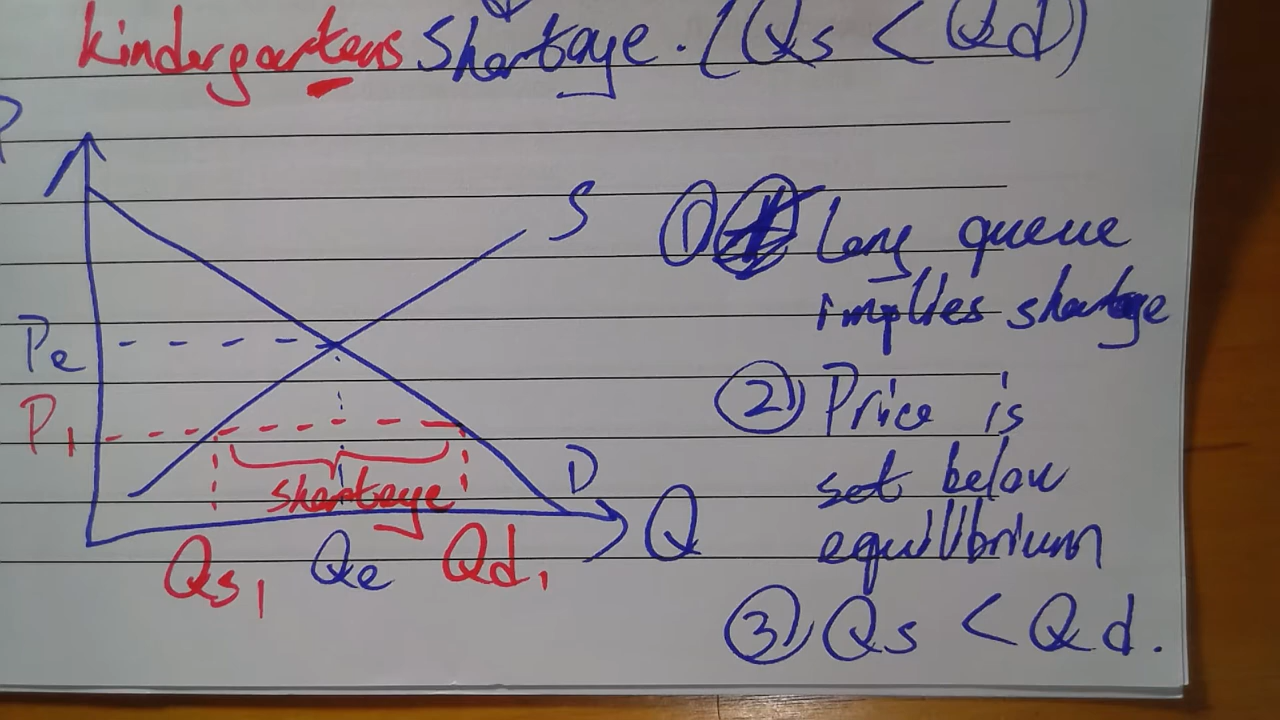 kindergartens Shortage. (Qs < Qd)
P
S
① Long queue
implies shortage
Pe
② Price is
P1
set below
D
shortage
Q
equilibrium
Qs1 Qe Qd1
③ Qs < Qd.